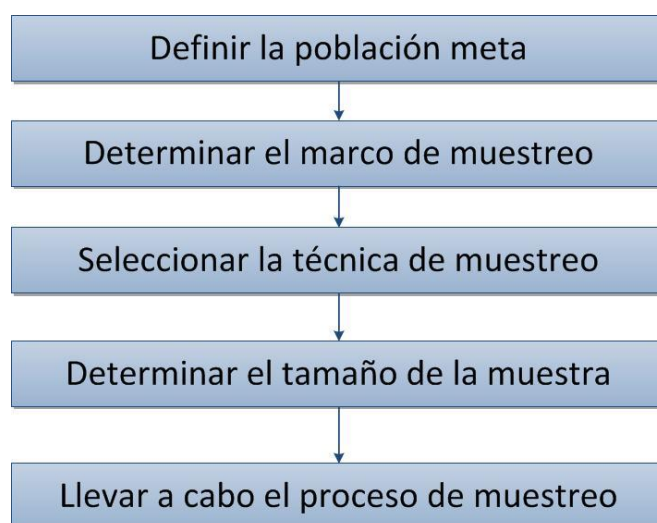 Definir la población meta
Determinar el marco de muestreo
Seleccionar la técnica de muestreo
Determinar el tamaño de la muestra
Llevar a cabo el proceso de muestreo